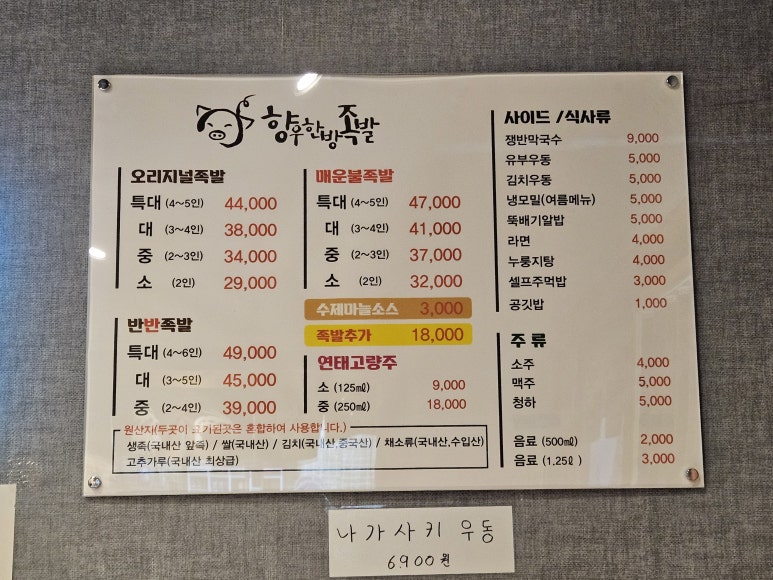 향우한방족발
오리지널족발
특대 (4~5인) 44,000
대 (3~4인) 38,000
중 (2~3인) 34,000
소 (2인) 29,000
반반족발
특대 (4~6인) 49,000
대 (3~5인) 45,000
중 (2~4인) 39,000
매운불족발
특대 (4~5인) 47,000
대 (3~4인) 41,000
중 (2~3인) 37,000
소 (2인) 32,000
수제마늘소스 3,000
족발추가 18,000
연태고량주
소 (125㎖) 9,000
중 (250㎖) 18,000
원산지(두곳이 표기된곳은 혼합하여 사용합니다.)
생족(국내산 앞족) / 쌀(국내산) / 김치(국내산,중국산) / 채소류(국내산,수입산)
고추가루(국내산 최상급)
사이드 /식사류
쟁반막국수 9,000
유부우동 5,000
김치우동 5,000
냉모밀(여름메뉴) 5,000
뚝배기알밥 5,000
라면 4,000
누룽지탕 4,000
셀프주먹밥 3,000
공깃밥 1,000
주 류
소주 4,000
맥주 5,000
청하 5,000
음료 (500㎖) 2,000
음료 (1,25ℓ ) 3,000
나가사키 우동
6900원